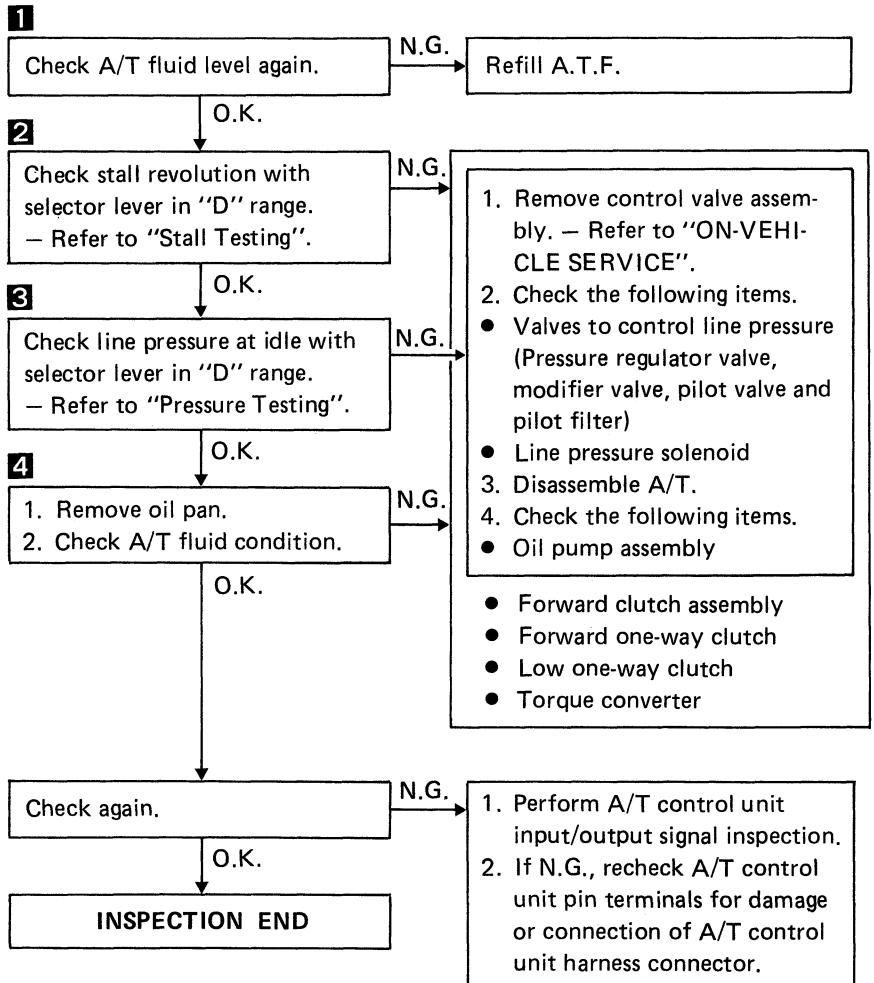 1
Check A/T fluid level again.
N.G.
Refill A.T.F.
O.K.
2
Check stall revolution with
selector lever in "D" range.
— Refer to "Stall Testing".
N.G.
O.K.
3
Check line pressure at idle with
selector lever in "D" range.
— Refer to "Pressure Testing".
N.G.
O.K.
4
1. Remove oil pan.
2. Check A/T fluid condition.
N.G.
O.K.
1. Remove control valve assem-
bly. — Refer to "ON-VEHI-
CLE SERVICE".
2. Check the following items.
● Valves to control line pressure
(Pressure regulator valve,
modifier valve, pilot valve and
pilot filter)
● Line pressure solenoid
3. Disassemble A/T.
4. Check the following items.
● Oil pump assembly
● Forward clutch assembly
● Forward one-way clutch
● Low one-way clutch
● Torque converter
Check again.
N.G.
O.K.
INSPECTION END
1. Perform A/T control unit
input/output signal inspection.
2. If N.G., recheck A/T control
unit pin terminals for damage
or connection of A/T control
unit harness connector.